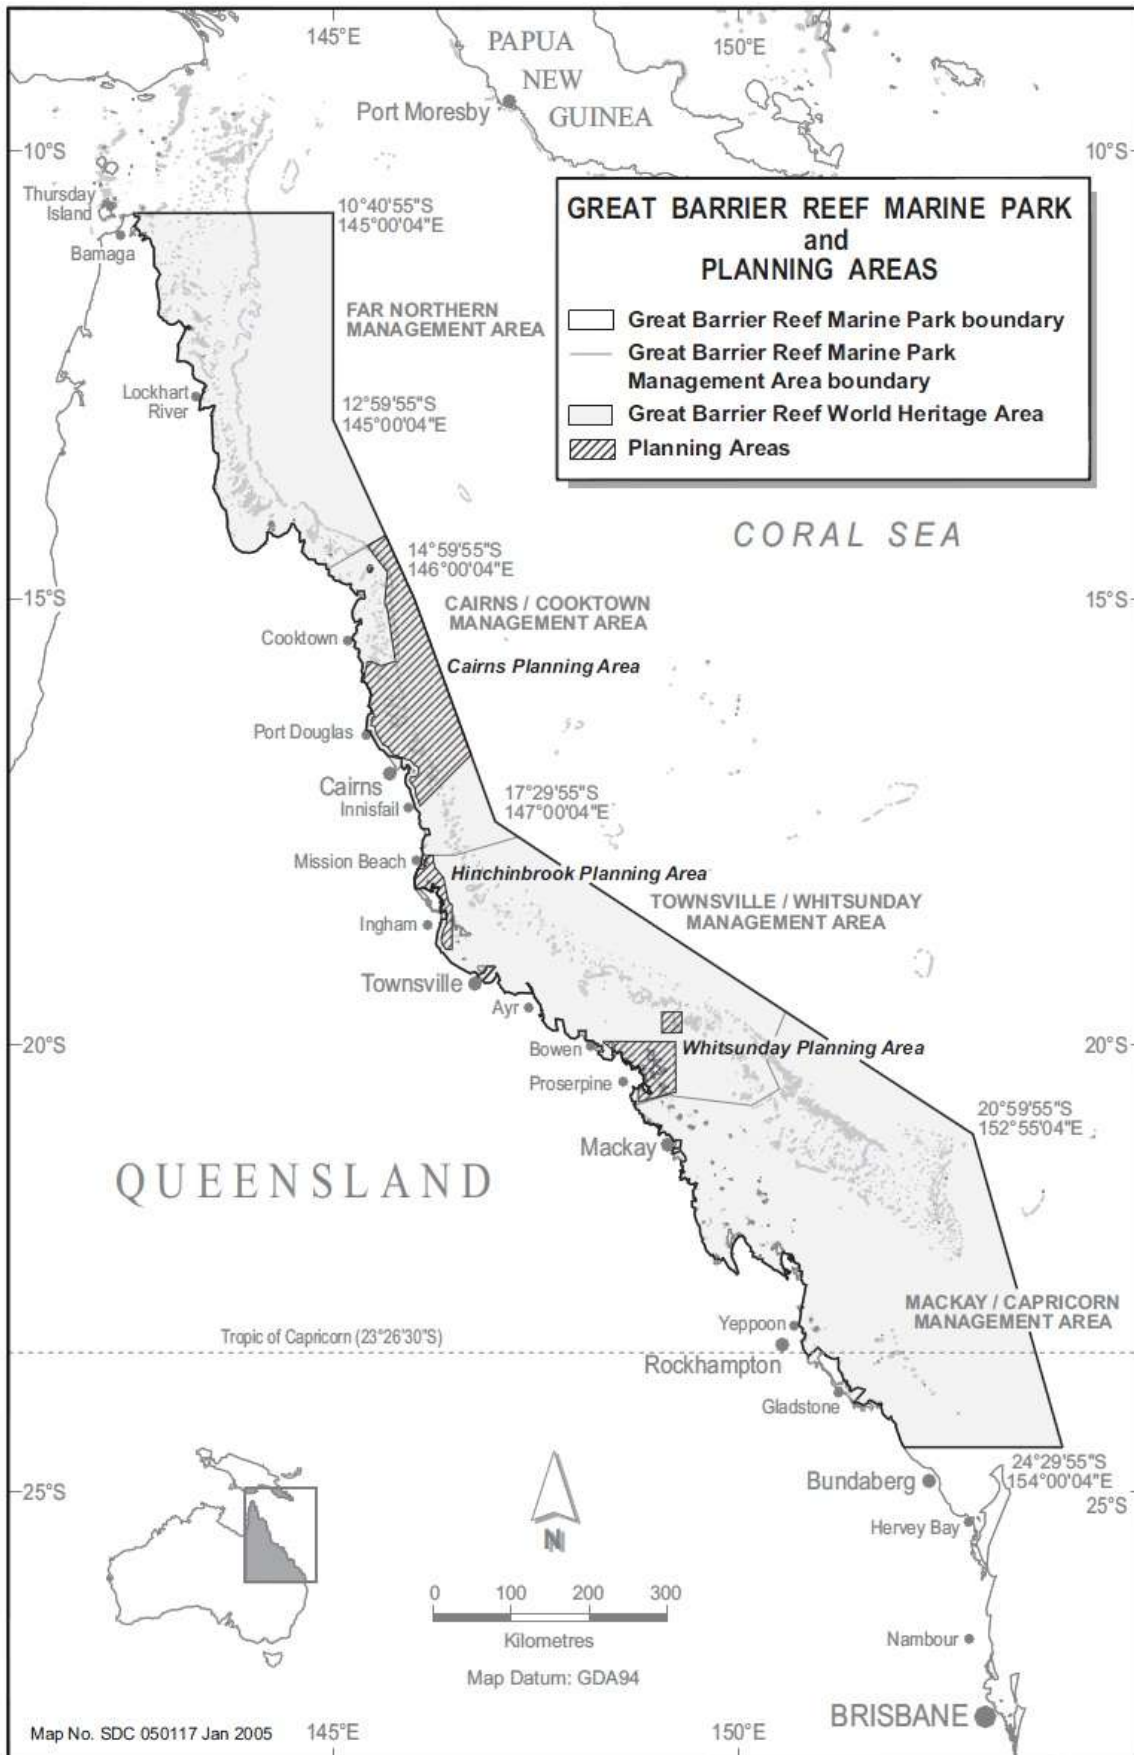 145°E
150°E
PAPUA
NEW
GUINEA
Port Moresby
10°S
10°S
Thursday
Island
Bamaga
10°40'55"S
145°00'04"E
GREAT BARRIER REEF MARINE PARK
and
PLANNING AREAS
Great Barrier Reef Marine Park boundary
Great Barrier Reef Marine Park
Management Area boundary
Great Barrier Reef World Heritage Area
Planning Areas
FAR NORTHERN
MANAGEMENT AREA
Lockhart
River
12°59'55"S
145°00'04"E
CORAL SEA
14°59'55"S
146°00'04"E
15°S
15°S
CAIRNS / COOKTOWN
MANAGEMENT AREA
Cooktown
Cairns Planning Area
Port Douglas
Cairns
Innisfail
17°29'55"S
147°00'04"E
Mission Beach
Hinchinbrook Planning Area
TOWNSVILLE / WHITSUNDAY
MANAGEMENT AREA
Ingham
Townsville
Ayr
20°S
20°S
Bowen
Whitsunday Planning Area
Proserpine
20°59'55"S
152°55'04"E
Mackay
QUEENSLAND
MACKAY / CAPRICORN
MANAGEMENT AREA
Yeppoon
Tropic of Capricorn (23°26'30"S)
Rockhampton
Gladstone
24°29'55"S
154°00'04"E
Bundaberg
25°S
25°S
Hervey Bay
N
0 100 200 300
Kilometres
Map Datum: GDA94
Nambour
BRISBANE
Map No. SDC 050117 Jan 2005
145°E
150°E